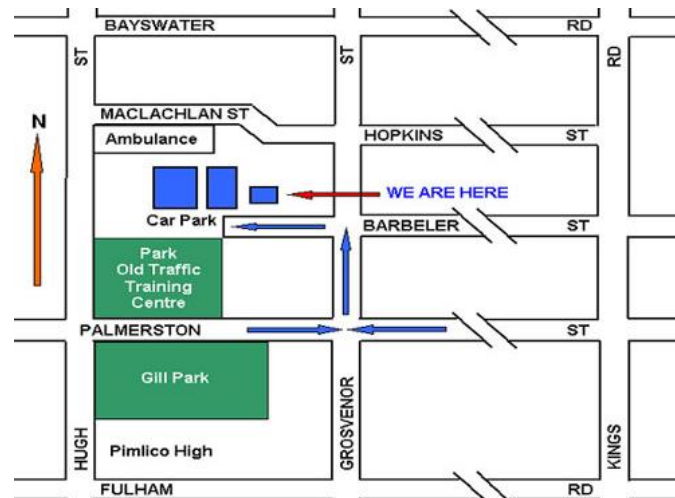 BAYSWATER RD
ST
ST
RD
MACLACHLAN ST
N
Ambulance
HOPKINS ST
WE ARE HERE
Car Park
BARBELER ST
Park
Old Traffic
Training
Centre
PALMERSTON ST
Gill Park
Pimlico High
HUGH
GROSVENOR
KINGS
FULHAM RD